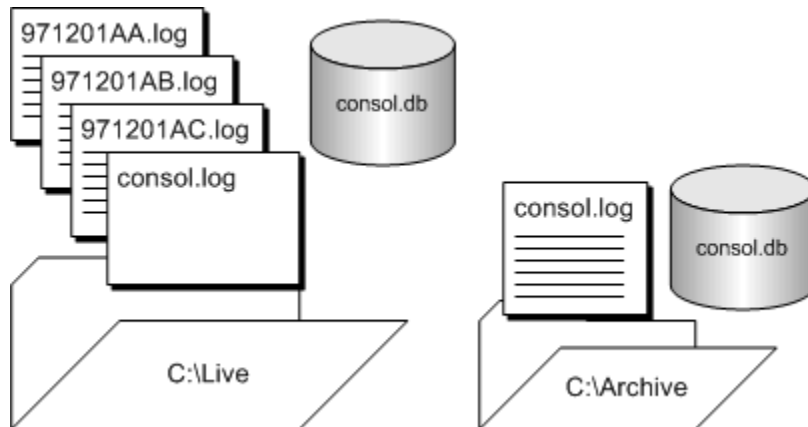 971201AA.log
971201AB.log
971201AC.log
consol.log
consol.db
C:\Live
consol.log
consol.db
C:\Archive